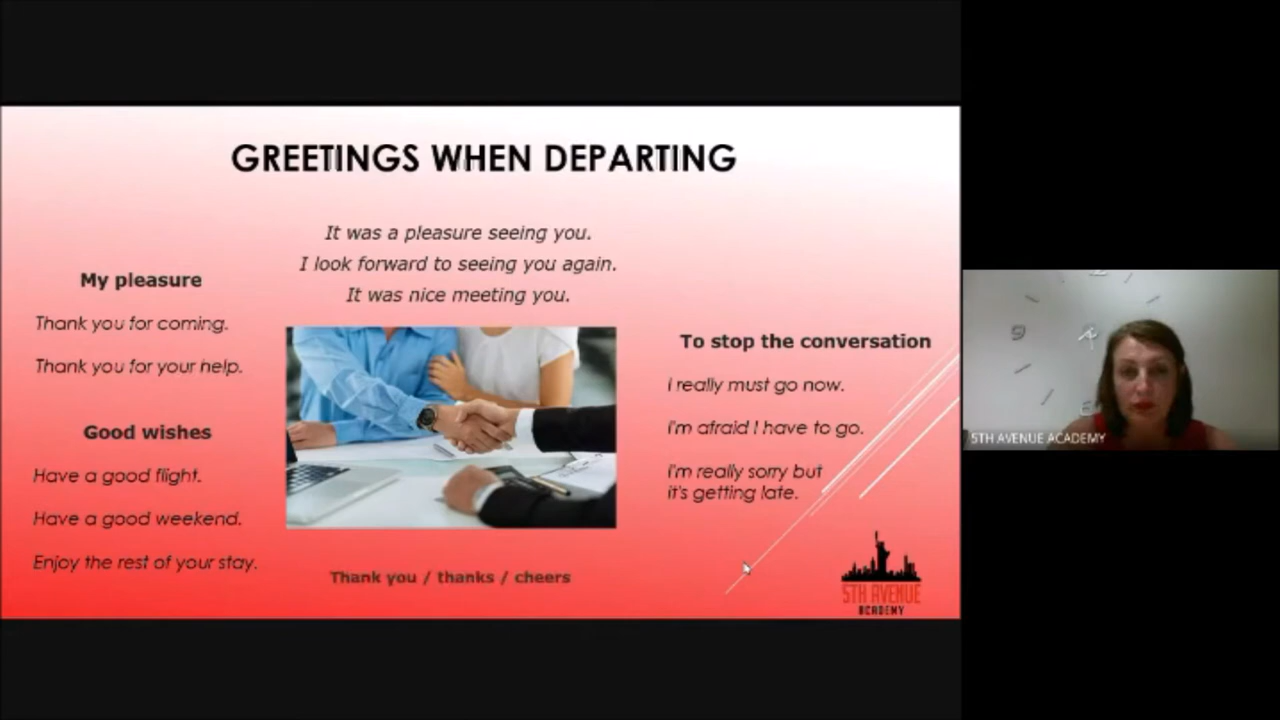 GREETINGS WHEN DEPARTING
It was a pleasure seeing you.
I look forward to seeing you again.
It was nice meeting you.
My pleasure
Thank you for coming.
Thank you for your help.
Good wishes
Have a good flight.
Have a good weekend.
Enjoy the rest of your stay.
Thank you / thanks / cheers
To stop the conversation
I really must go now.
I'm afraid I have to go.
I'm really sorry but
it's getting late.
5TH AVENUE
ACADEMY
9
5TH AVENUE ACADEMY